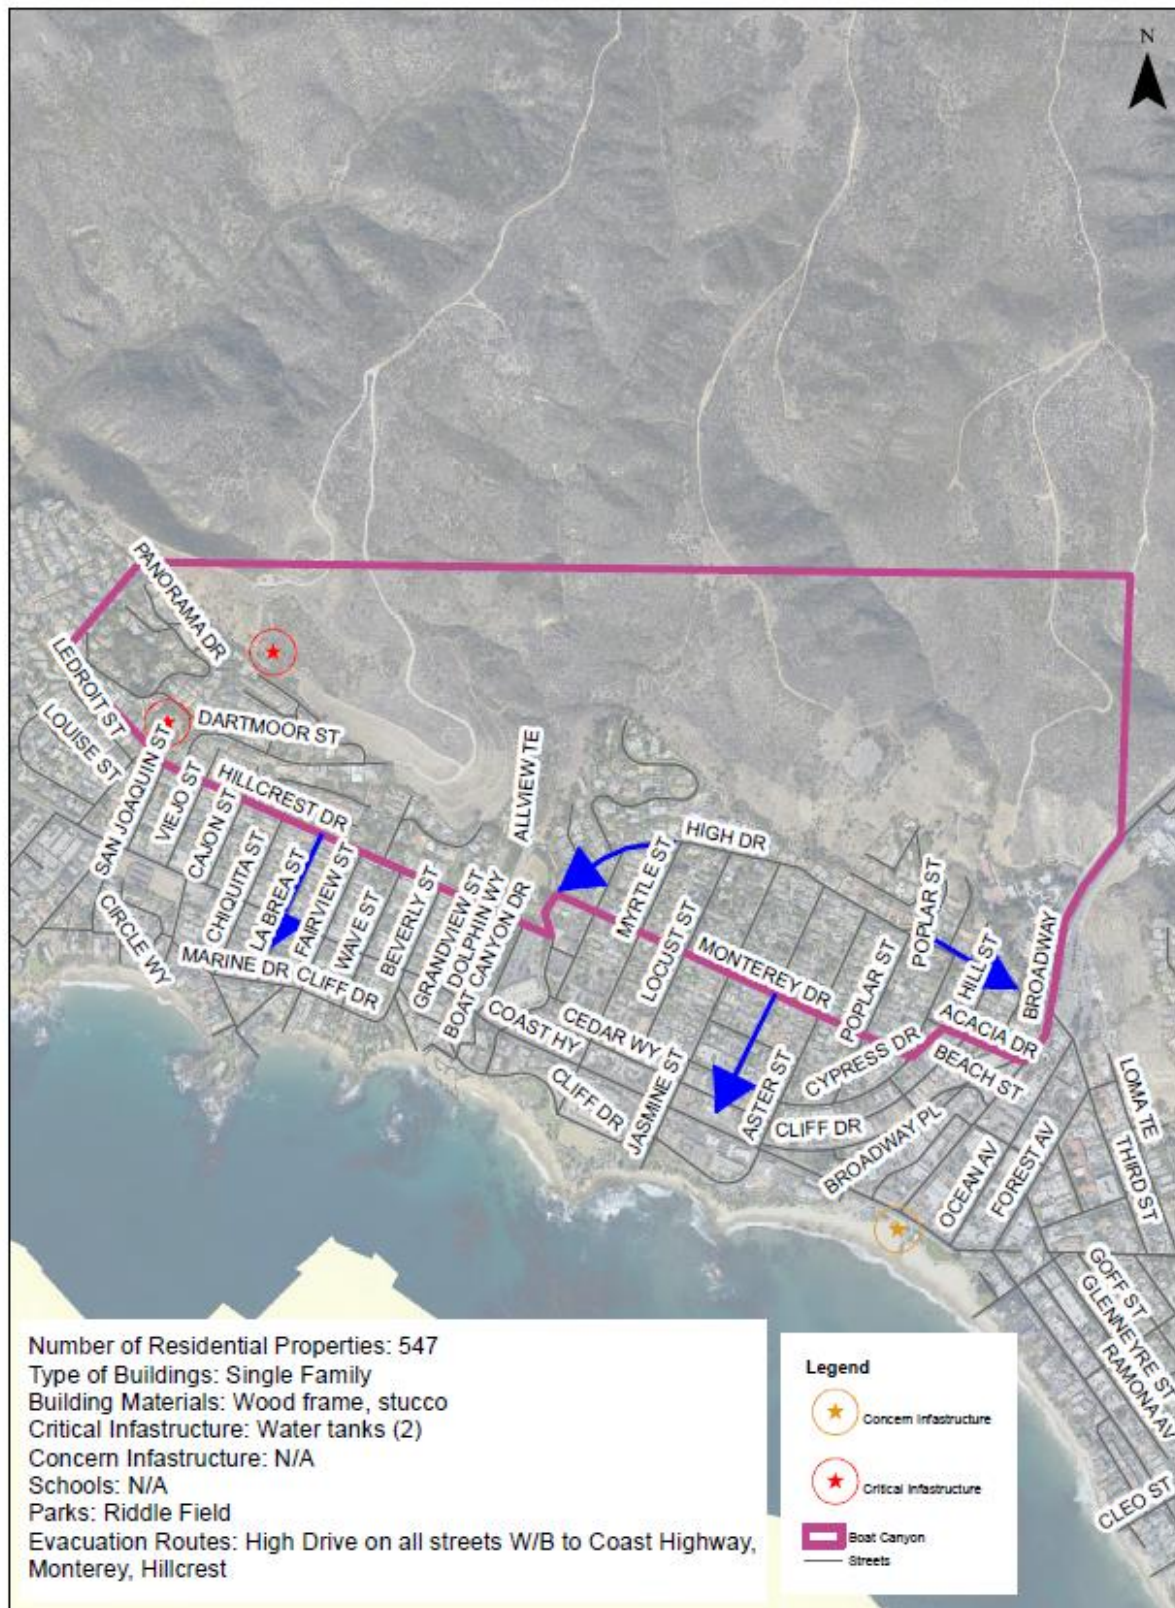 N
PANORAMA DR
LEDROIT ST
LOUISE ST
DARTMOOR ST
SAN JOAQUIN ST
VIEJO ST
HILLCREST DR
CAJON ST
CHIQUITA ST
LA BREA ST
FAIRVIEW ST
WAVE ST
BEVERLY ST
CIRCLE WY
MARINE DR
CLIFF DR
GRANDVIEW ST
DOLPHIN WY
BOAT CANYON DR
ALLVIEW TE
HIGH DR
MYRTLE ST
LOCUST ST
MONTEREY DR
POPLAR ST
POPLAR ST
HILL ST
BROADWAY
ACACIA DR
CYPRESS DR
BEACH ST
COAST HY
CEDAR WY
CLIFF DR
JASMINE ST
ASTER ST
CLIFF DR
BROADWAY PL
OCEAN AV
FOREST AV
LOMA TE
THIRD ST
GOFF ST
GLENNEYRE ST
RAMONA AV
CLEO ST
Number of Residential Properties: 547
Type of Buildings: Single Family
Building Materials: Wood frame, stucco
Critical Infastructure: Water tanks (2)
Concern Infastructure: N/A
Schools: N/A
Parks: Riddle Field
Evacuation Routes: High Drive on all streets W/B to Coast Highway,
Monterey, Hillcrest
Legend
Concern Infastructure
Critical Infastructure
Boat Canyon
Streets